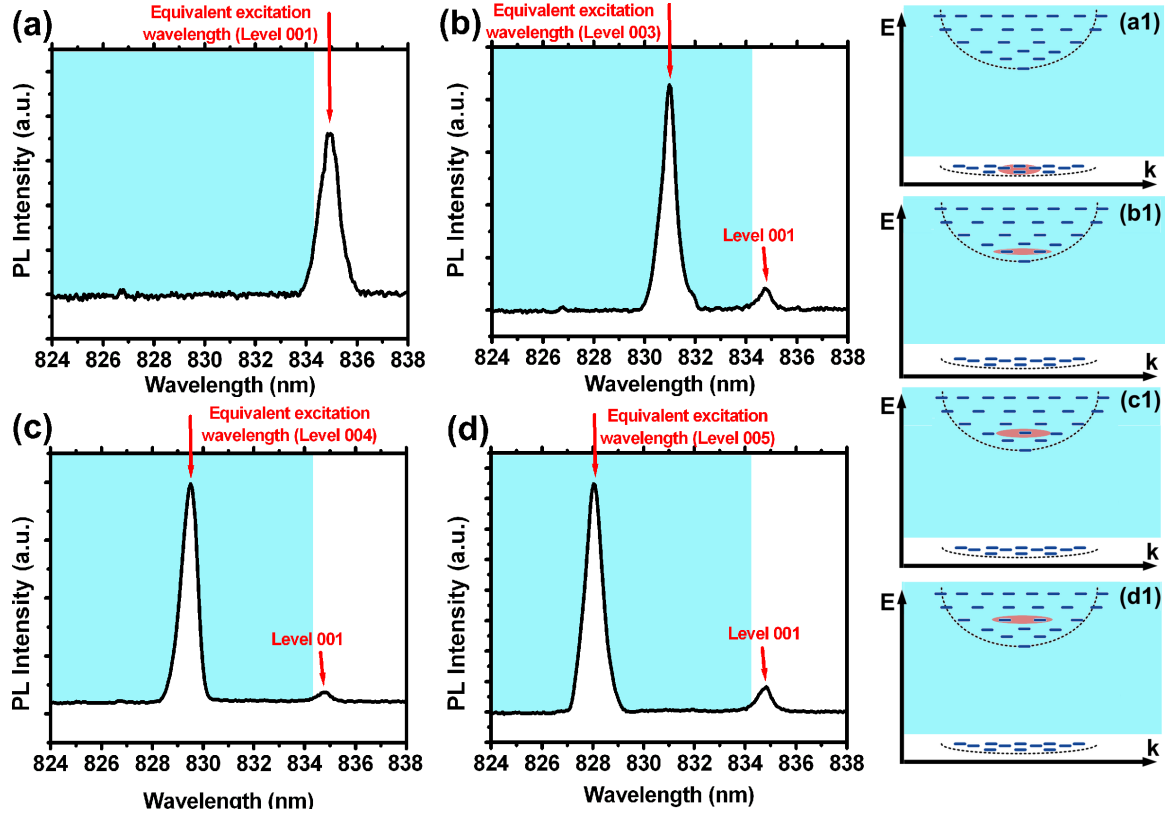 (a)
Equivalent excitation
wavelength (Level 001)
PL Intensity (a.u.)
824 826 828 830 832 834 836 838
Wavelength (nm)
(b)
Equivalent excitation
wavelength (Level 003)
Level 001
PL Intensity (a.u.)
824 826 828 830 832 834 836 838
Wavelength (nm)
E
(a1)
k
E
(b1)
k
(c)
Equivalent excitation
wavelength (Level 004)
Level 001
PL Intensity (a.u.)
824 826 828 830 832 834 836 838
Wavelength (nm)
(d)
Equivalent excitation
wavelength (Level 005)
Level 001
PL Intensity (a.u.)
824 826 828 830 832 834 836 838
Wavelength (nm)
E
(c1)
k
E
(d1)
k